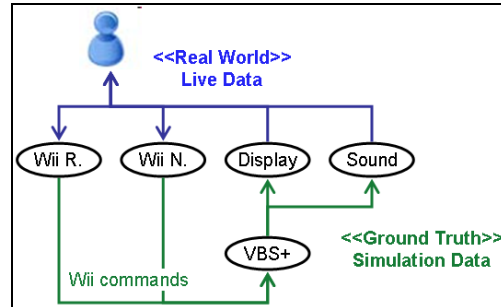 <<Real World>>
Live Data
Wii R.
Wii N.
Display
Sound
VBS+
<<Ground Truth>>
Simulation Data
Wii commands